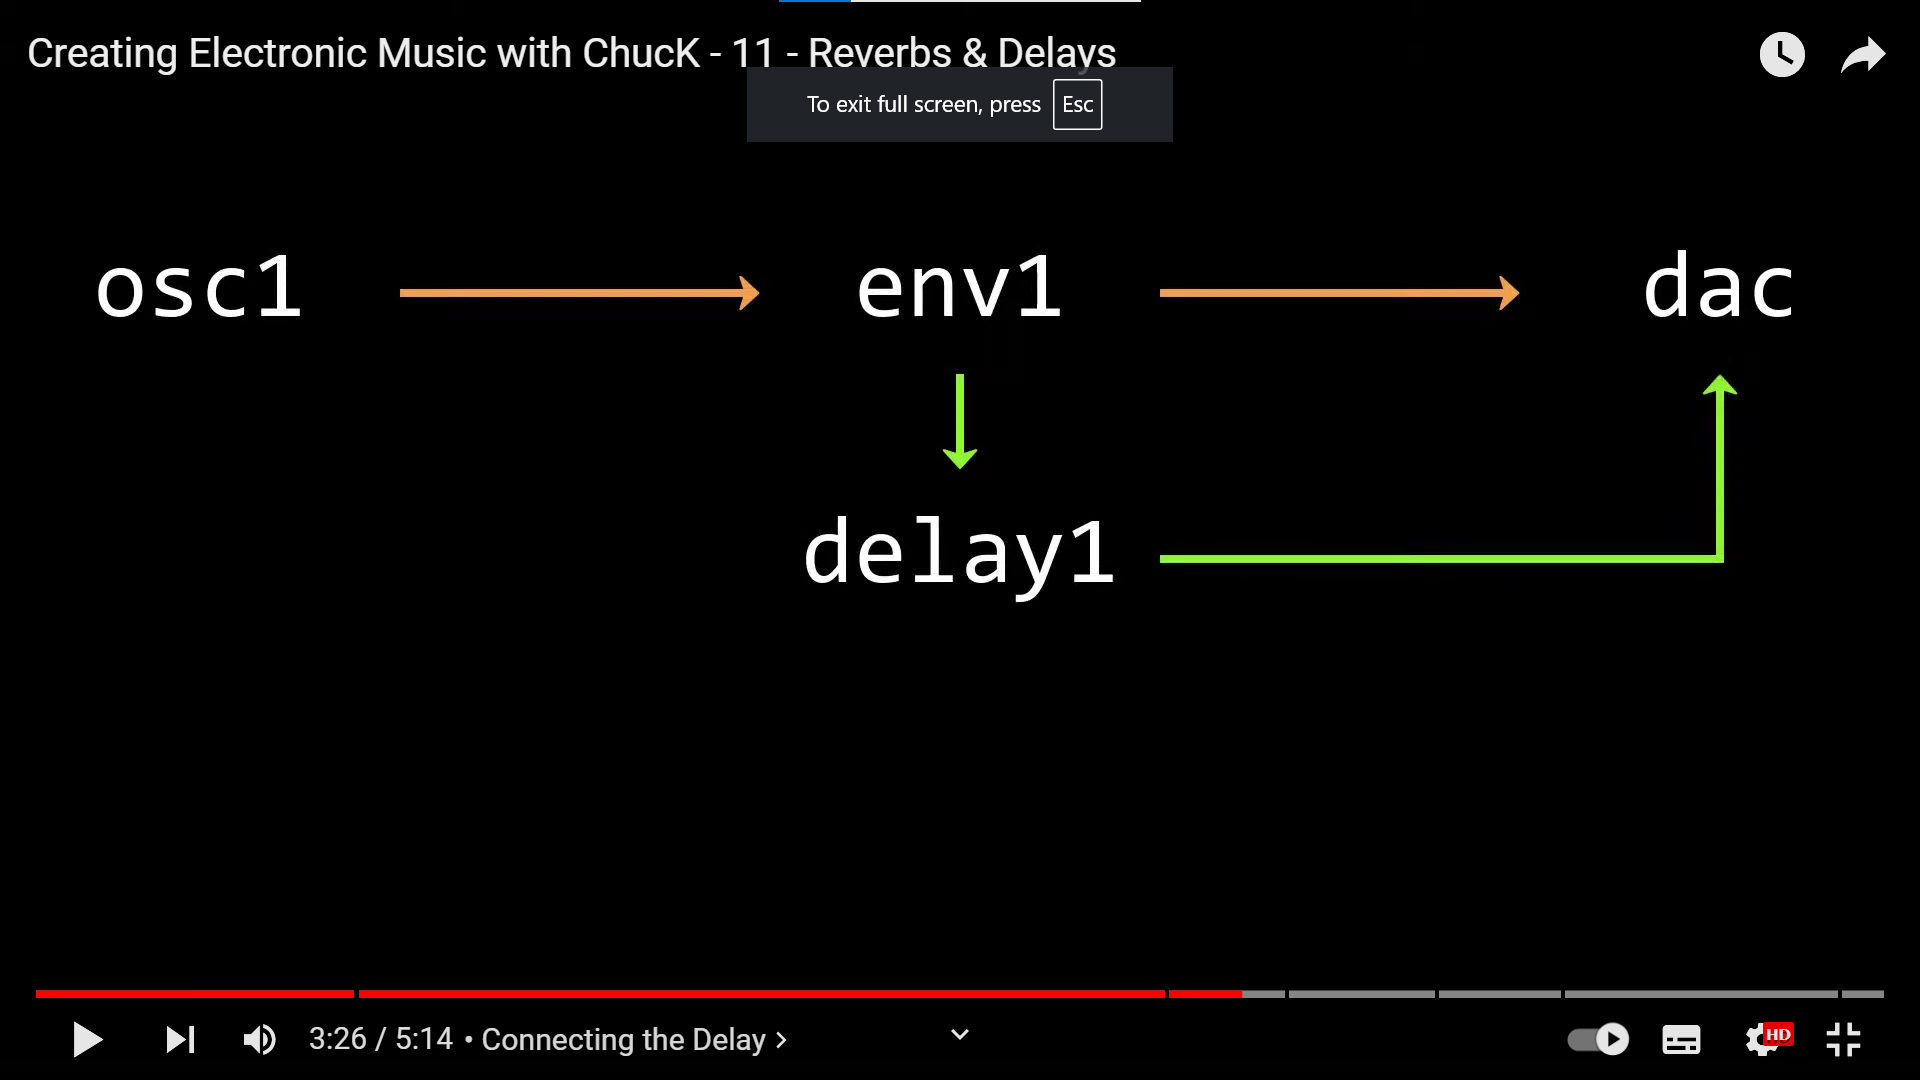 Creating Electronic Music with ChucK - 11 - Reverbs & Delays
To exit full screen, press Esc
osc1 env1 dac
delay1
3:26 / 5:14 • Connecting the Delay
HD